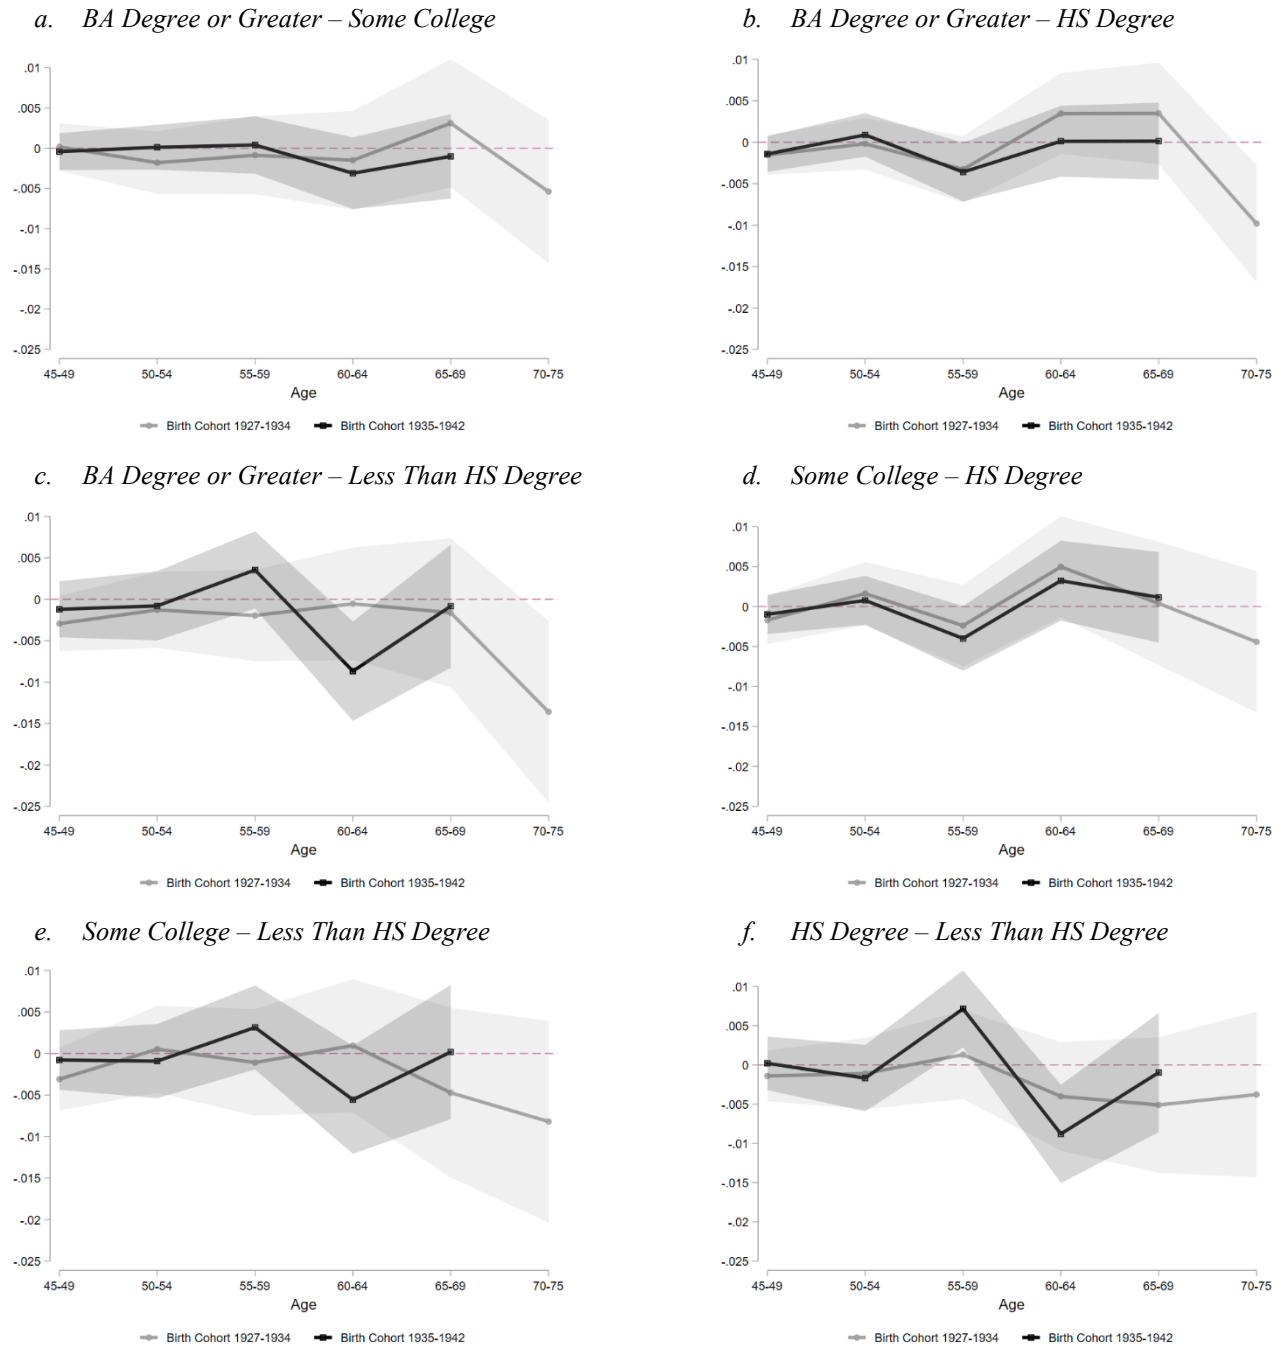 a. BA Degree or Greater – Some College
.01
.005
0
-.005
-.01
-.015
-.02
-.025
45-49 50-54 55-59 60-64 65-69 70-75
Age
Birth Cohort 1927-1934 Birth Cohort 1935-1942
b. BA Degree or Greater – HS Degree
.01
.005
0
-.005
-.01
-.015
-.02
-.025
45-49 50-54 55-59 60-64 65-69 70-75
Age
Birth Cohort 1927-1934 Birth Cohort 1935-1942
c. BA Degree or Greater – Less Than HS Degree
.01
.005
0
-.005
-.01
-.015
-.02
-.025
45-49 50-54 55-59 60-64 65-69 70-75
Age
Birth Cohort 1927-1934 Birth Cohort 1935-1942
d. Some College – HS Degree
.01
.005
0
-.005
-.01
-.015
-.02
-.025
45-49 50-54 55-59 60-64 65-69 70-75
Age
Birth Cohort 1927-1934 Birth Cohort 1935-1942
e. Some College – Less Than HS Degree
.01
.005
0
-.005
-.01
-.015
-.02
-.025
45-49 50-54 55-59 60-64 65-69 70-75
Age
Birth Cohort 1927-1934 Birth Cohort 1935-1942
f. HS Degree – Less Than HS Degree
.01
.005
0
-.005
-.01
-.015
-.02
-.025
45-49 50-54 55-59 60-64 65-69 70-75
Age
Birth Cohort 1927-1934 Birth Cohort 1935-1942